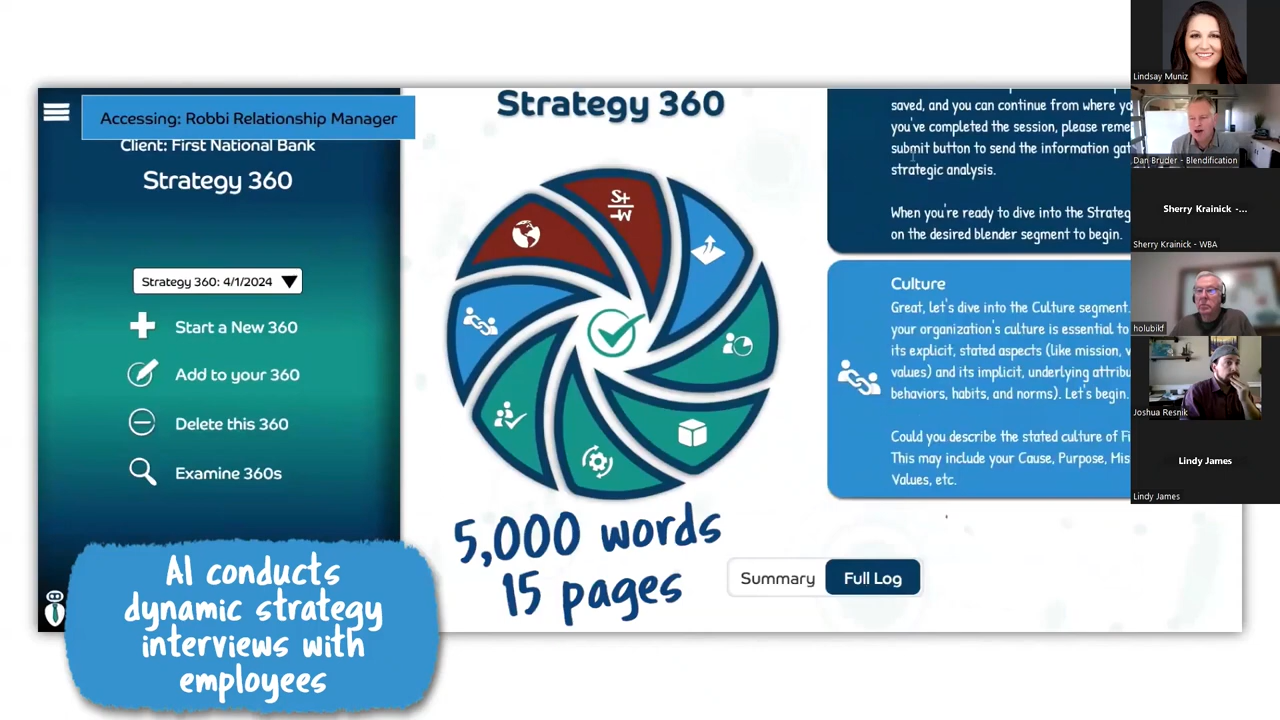 Accessing: Robbi Relationship Manager
Client: First National Bank
Strategy 360
Strategy 360: 4/1/2024
Start a New 360
Add to your 360
Delete this 360
Examine 360s
AI conducts
dynamic strategy
interviews with
employees
Strategy 360
S+
-W
5,000 words
15 pages
Summary
Full Log
saved, and you can continue from where yo
you've completed the session, please reme
submit button to send the information gat
strategic analysis.
When you're ready to dive into the Strateg
on the desired blender segment to begin.
Culture
Great, let's dive into the Culture segment.
your organization's culture is essential to
its explicit, stated aspects (like mission, v
values) and its implicit, underlying attribu
behaviors, habits, and norms). Let's begin.
Could you describe the stated culture of Fi
This may include your Cause, Purpose, Mis
Values, etc.
Lindsay Muniz
Dan Bruder - Blendification
Sherry Krainick -...
Sherry Krainick - WBA
holubikf
Joshua Resnik
Lindy James
Lindy James